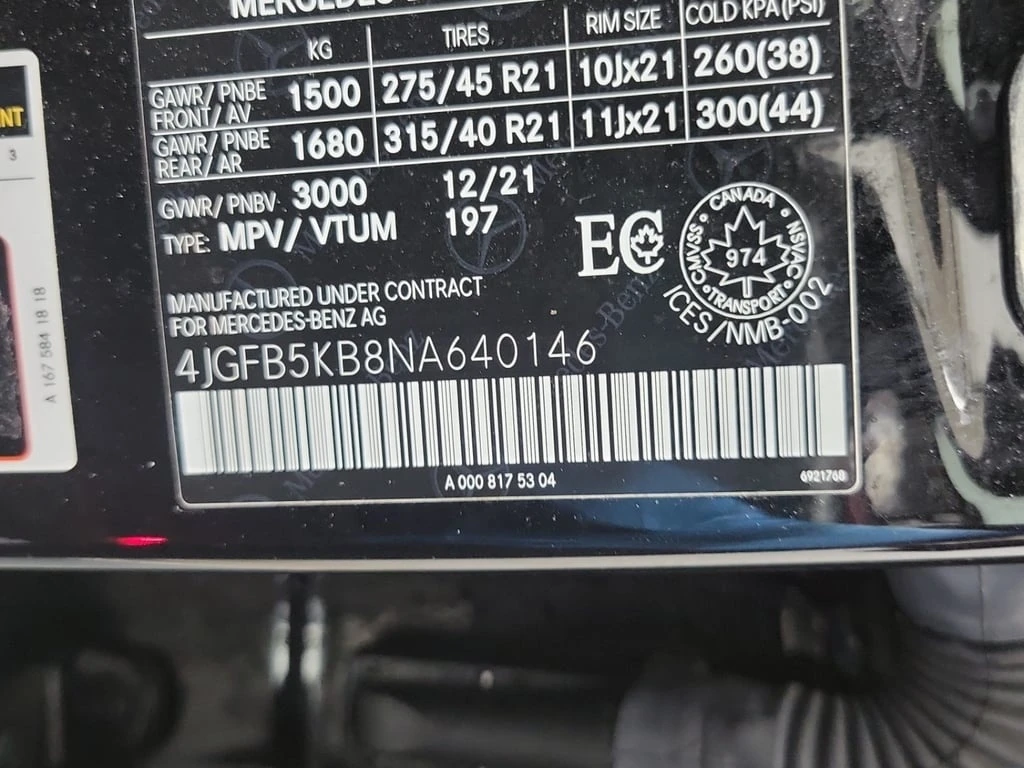 MERCEDES
KG TIRES RIM SIZE COLD KPA(PSI)
GAWR/PNBE FRONT/AV 1500 275/45 R21 10Jx21 260(38)
GAWR/PNBE REAR/AR 1680 315/40 R21 11Jx21 300(44)
GVWR/PNBV 3000 12/21
TYPE: MPV/VTUM 197
EC
CANADA
CMVSS 974 NSVAC
TRANSPORT
ICES/NMB-002
MANUFACTURED UNDER CONTRACT
FOR MERCEDES-BENZ AG
4JGFB5KB8NA640146
A 000 817 53 04
6921768
NT
3
A 167 584 18 18